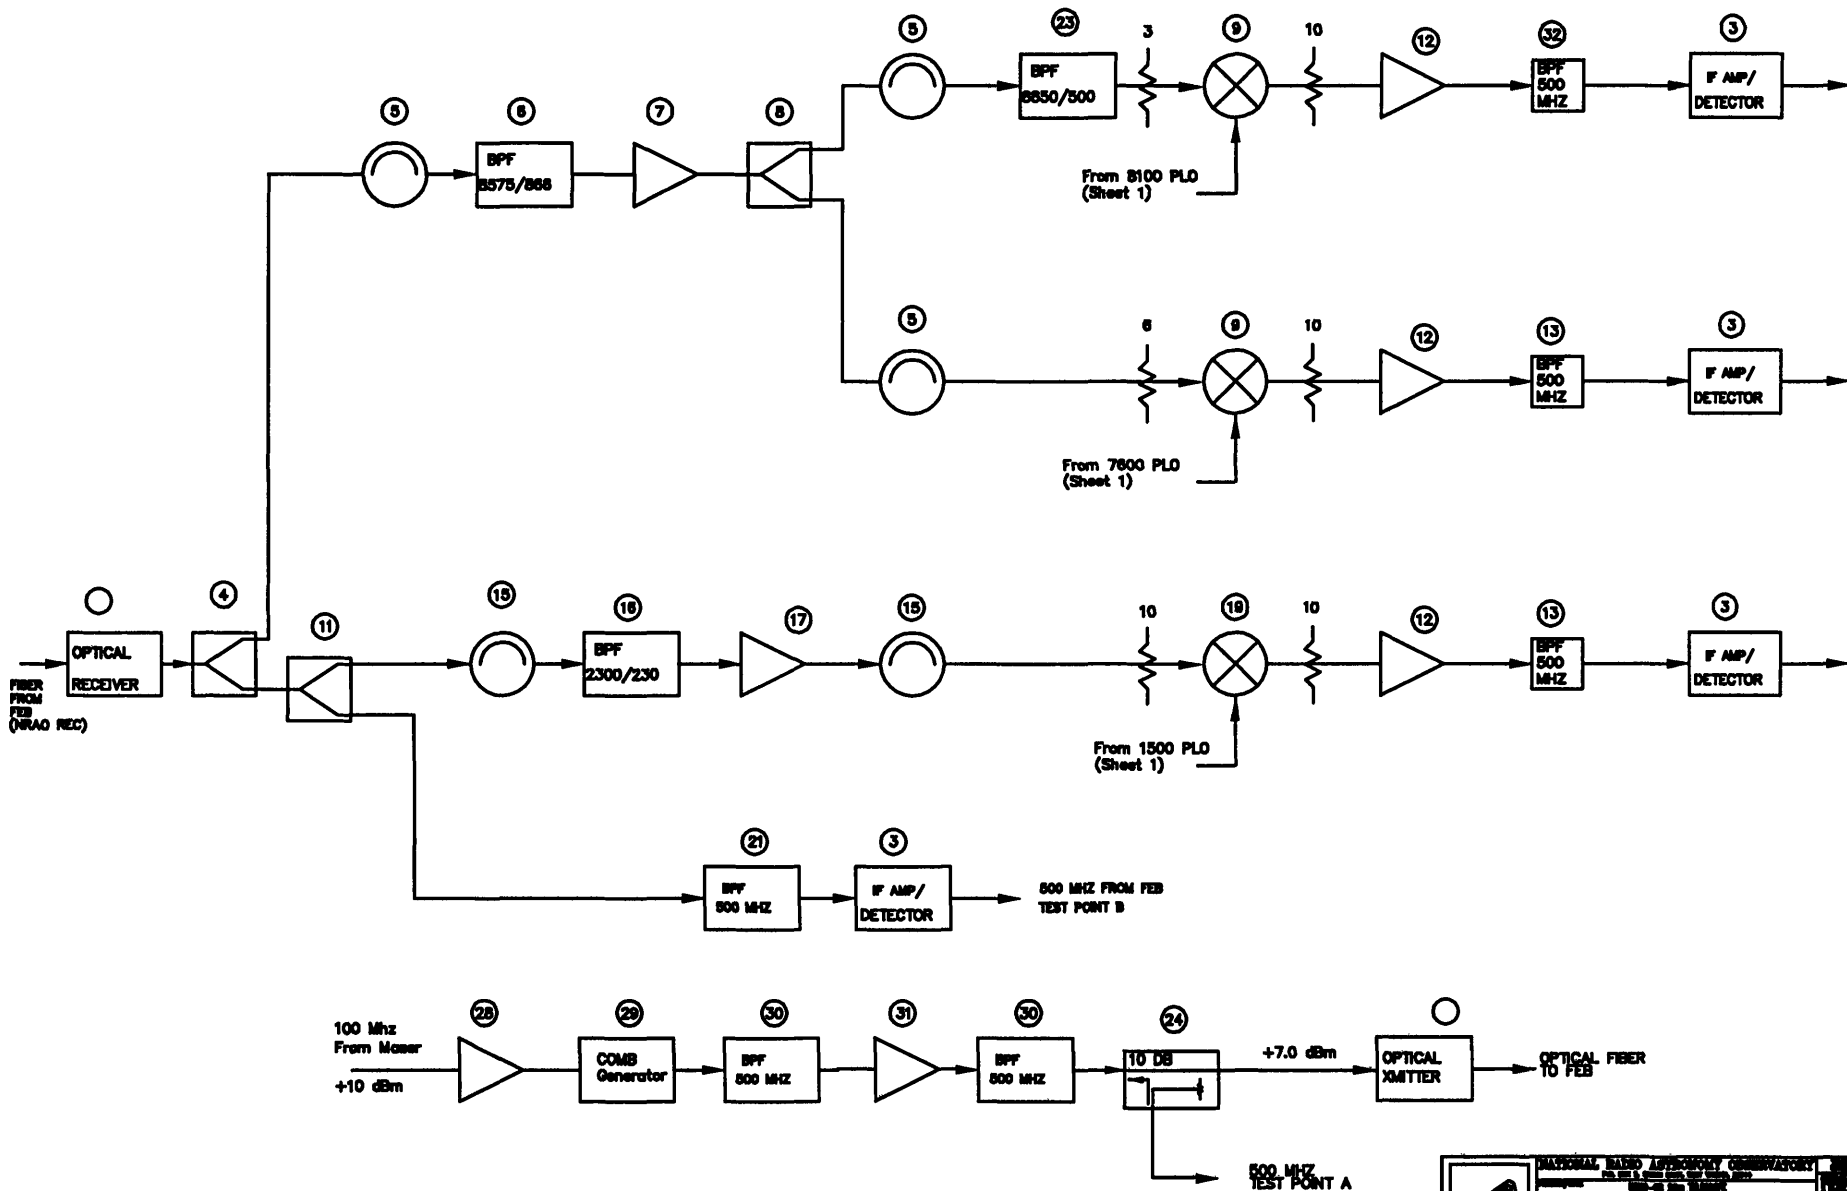 5
23
3
9
10
12
32
3
BPF
8650/500
BPF
500
MHZ
IF AMP/
DETECTOR
5
6
7
8
BPF
8575/866
From 8100 PLO
(Sheet 1)
5
6
9
10
12
13
3
BPF
500
MHZ
IF AMP/
DETECTOR
From 7600 PLO
(Sheet 1)
4
11
15
16
17
15
10
19
10
12
13
3
OPTICAL
RECEIVER
BPF
2300/230
BPF
500
MHZ
IF AMP/
DETECTOR
FIBER
FROM
FEB
(NRAO REC)
From 1500 PLO
(Sheet 1)
21
3
BPF
500 MHZ
IF AMP/
DETECTOR
500 MHZ FROM FEB
TEST POINT B
28
29
30
31
30
24
100 Mhz
From Maser
+10 dBm
COMB
Generator
BPF
500 MHZ
BPF
500 MHZ
10 DB
+7.0 dBm
OPTICAL
XMITTER
OPTICAL FIBER
TO FEB
500 MHZ
TEST POINT A
NATIONAL RADIO ASTRONOMY OBSERVATORY